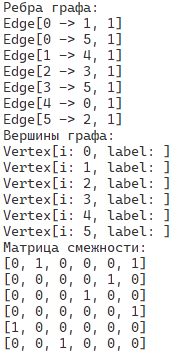 Ребра графа:
Edge[0 -> 1, 1]
Edge[0 -> 5, 1]
Edge[1 -> 4, 1]
Edge[2 -> 3, 1]
Edge[3 -> 5, 1]
Edge[4 -> 0, 1]
Edge[5 -> 2, 1]
Вершины графа:
Vertex[i: 0, label: ]
Vertex[i: 1, label: ]
Vertex[i: 2, label: ]
Vertex[i: 3, label: ]
Vertex[i: 4, label: ]
Vertex[i: 5, label: ]
Матрица смежности:
[0, 1, 0, 0, 0, 1]
[0, 0, 0, 0, 1, 0]
[0, 0, 0, 1, 0, 0]
[0, 0, 0, 0, 0, 1]
[1, 0, 0, 0, 0, 0]
[0, 0, 1, 0, 0, 0]